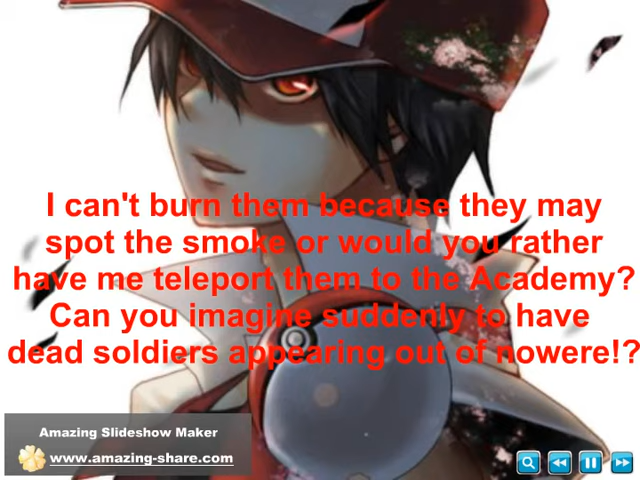 I can't burn them because they may
spot the smoke or would you rather
have me teleport them to the Academy?
Can you imagine suddenly to have
dead soldiers appearing out of nowere!?
Amazing Slideshow Maker
www.amazing-share.com